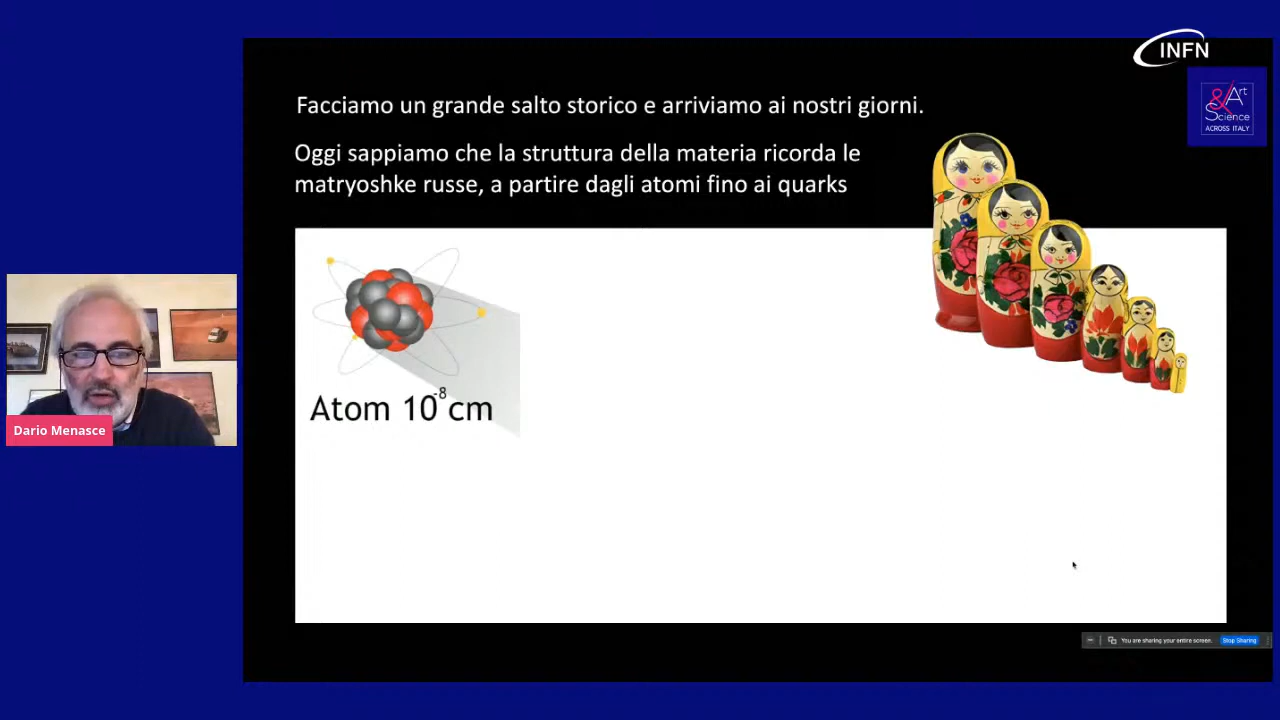 INFN
Art
&
Science
ACROSS ITALY
Facciamo un grande salto storico e arriviamo ai nostri giorni.
Oggi sappiamo che la struttura della materia ricorda le
matryoshke russe, a partire dagli atomi fino ai quarks
Atom 10⁻⁸cm
Dario Menasce
You are sharing your entire screen.
Stop Sharing